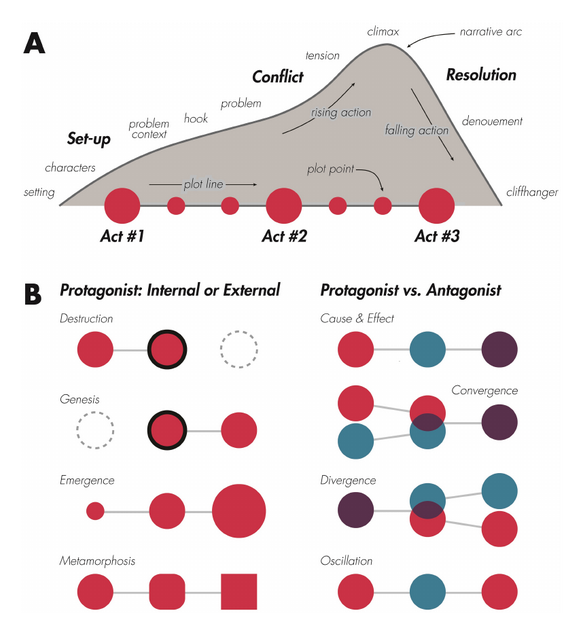 A
climax
narrative arc
tension
Conflict
Resolution
problem
rising action
hook
denouement
problem
context
falling action
Set-up
characters
plot point
plot line
setting
cliffhanger
Act #1
Act #2
Act #3
B
Protagonist: Internal or External
Protagonist vs. Antagonist
Destruction
Cause & Effect
Genesis
Convergence
Emergence
Divergence
Metamorphosis
Oscillation